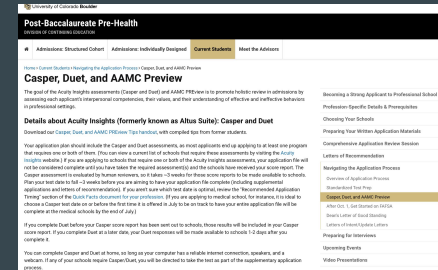 University of Colorado Boulder
Post-Baccalaureate Pre-Health
DIVISION OF CONTINUING EDUCATION
Admissions: Structured Cohort
Admissions: Individually Designed
Current Students
Meet the Advisors
Home › Current Students › Navigating the Application Process › Casper, Duet, and AAMC Preview
Casper, Duet, and AAMC Preview
The goal of the Acuity Insights assessments (Casper and Duet) and AAMC PREview is to promote holistic review in admissions by
assessing each applicant's interpersonal competencies, their values, and their understanding of effective and ineffective behaviors
in professional settings.
Details about Acuity Insights (formerly known as Altus Suite): Casper and Duet
Download our Casper, Duet, and AAMC PREview Tips handout, with compiled tips from former students.
Your application plan should include the Casper and Duet assessments, as most applicants end up applying to at least one program
that requires one or both of them. [You can view a current list of schools that require these assessments by visiting the Acuity
Insights website.] If you are applying to schools that require one or both of the Acuity Insights assessments, your application file will
not be considered complete until you have taken the required assessment(s) and the schools have received your score report. The
Casper assessment is evaluated by human reviewers, so it takes ~3 weeks for those score reports to be made available to schools.
Plan your test date to fall ~3 weeks before you are aiming to have your application file complete (including supplemental
applications and letters of recommendation). If you aren't sure which test date is optimal, review the "Recommended Application
Timing" section of the Quick Facts document for your profession. (If you are applying to medical school, for instance, it is ideal to
choose a Casper test date on or before the first time it is offered in July to be on track to have your entire application file will be
complete at the medical schools by the end of July.)
If you complete Duet before your Casper score report has been sent out to schools, those results will be included in your Casper
score report. If you complete Duet at a later date, your Duet responses will be made available to schools 1-2 days after you
complete it.
You can complete Casper and Duet at home, so long as your computer has a reliable internet connection, speakers, and a
webcam. If any of your schools require Casper/Duet, you will be directed to take the test as part of the supplementary application
process.
Becoming a Strong Applicant to Professional School
Profession-Specific Details & Prerequisites
Choosing Your Schools
Preparing Your Written Application Materials
Comprehensive Application Review Session
Letters of Recommendation
Navigating the Application Process
Overview of Application Process
Standardized Test Prep
Casper, Duet, and AAMC Preview
After Oct. 1, Get Started on FAFSA
Dean's Letter of Good Standing
Letters of Intent/Update Letters
Preparing for Interviews
Upcoming Events
Video Presentations